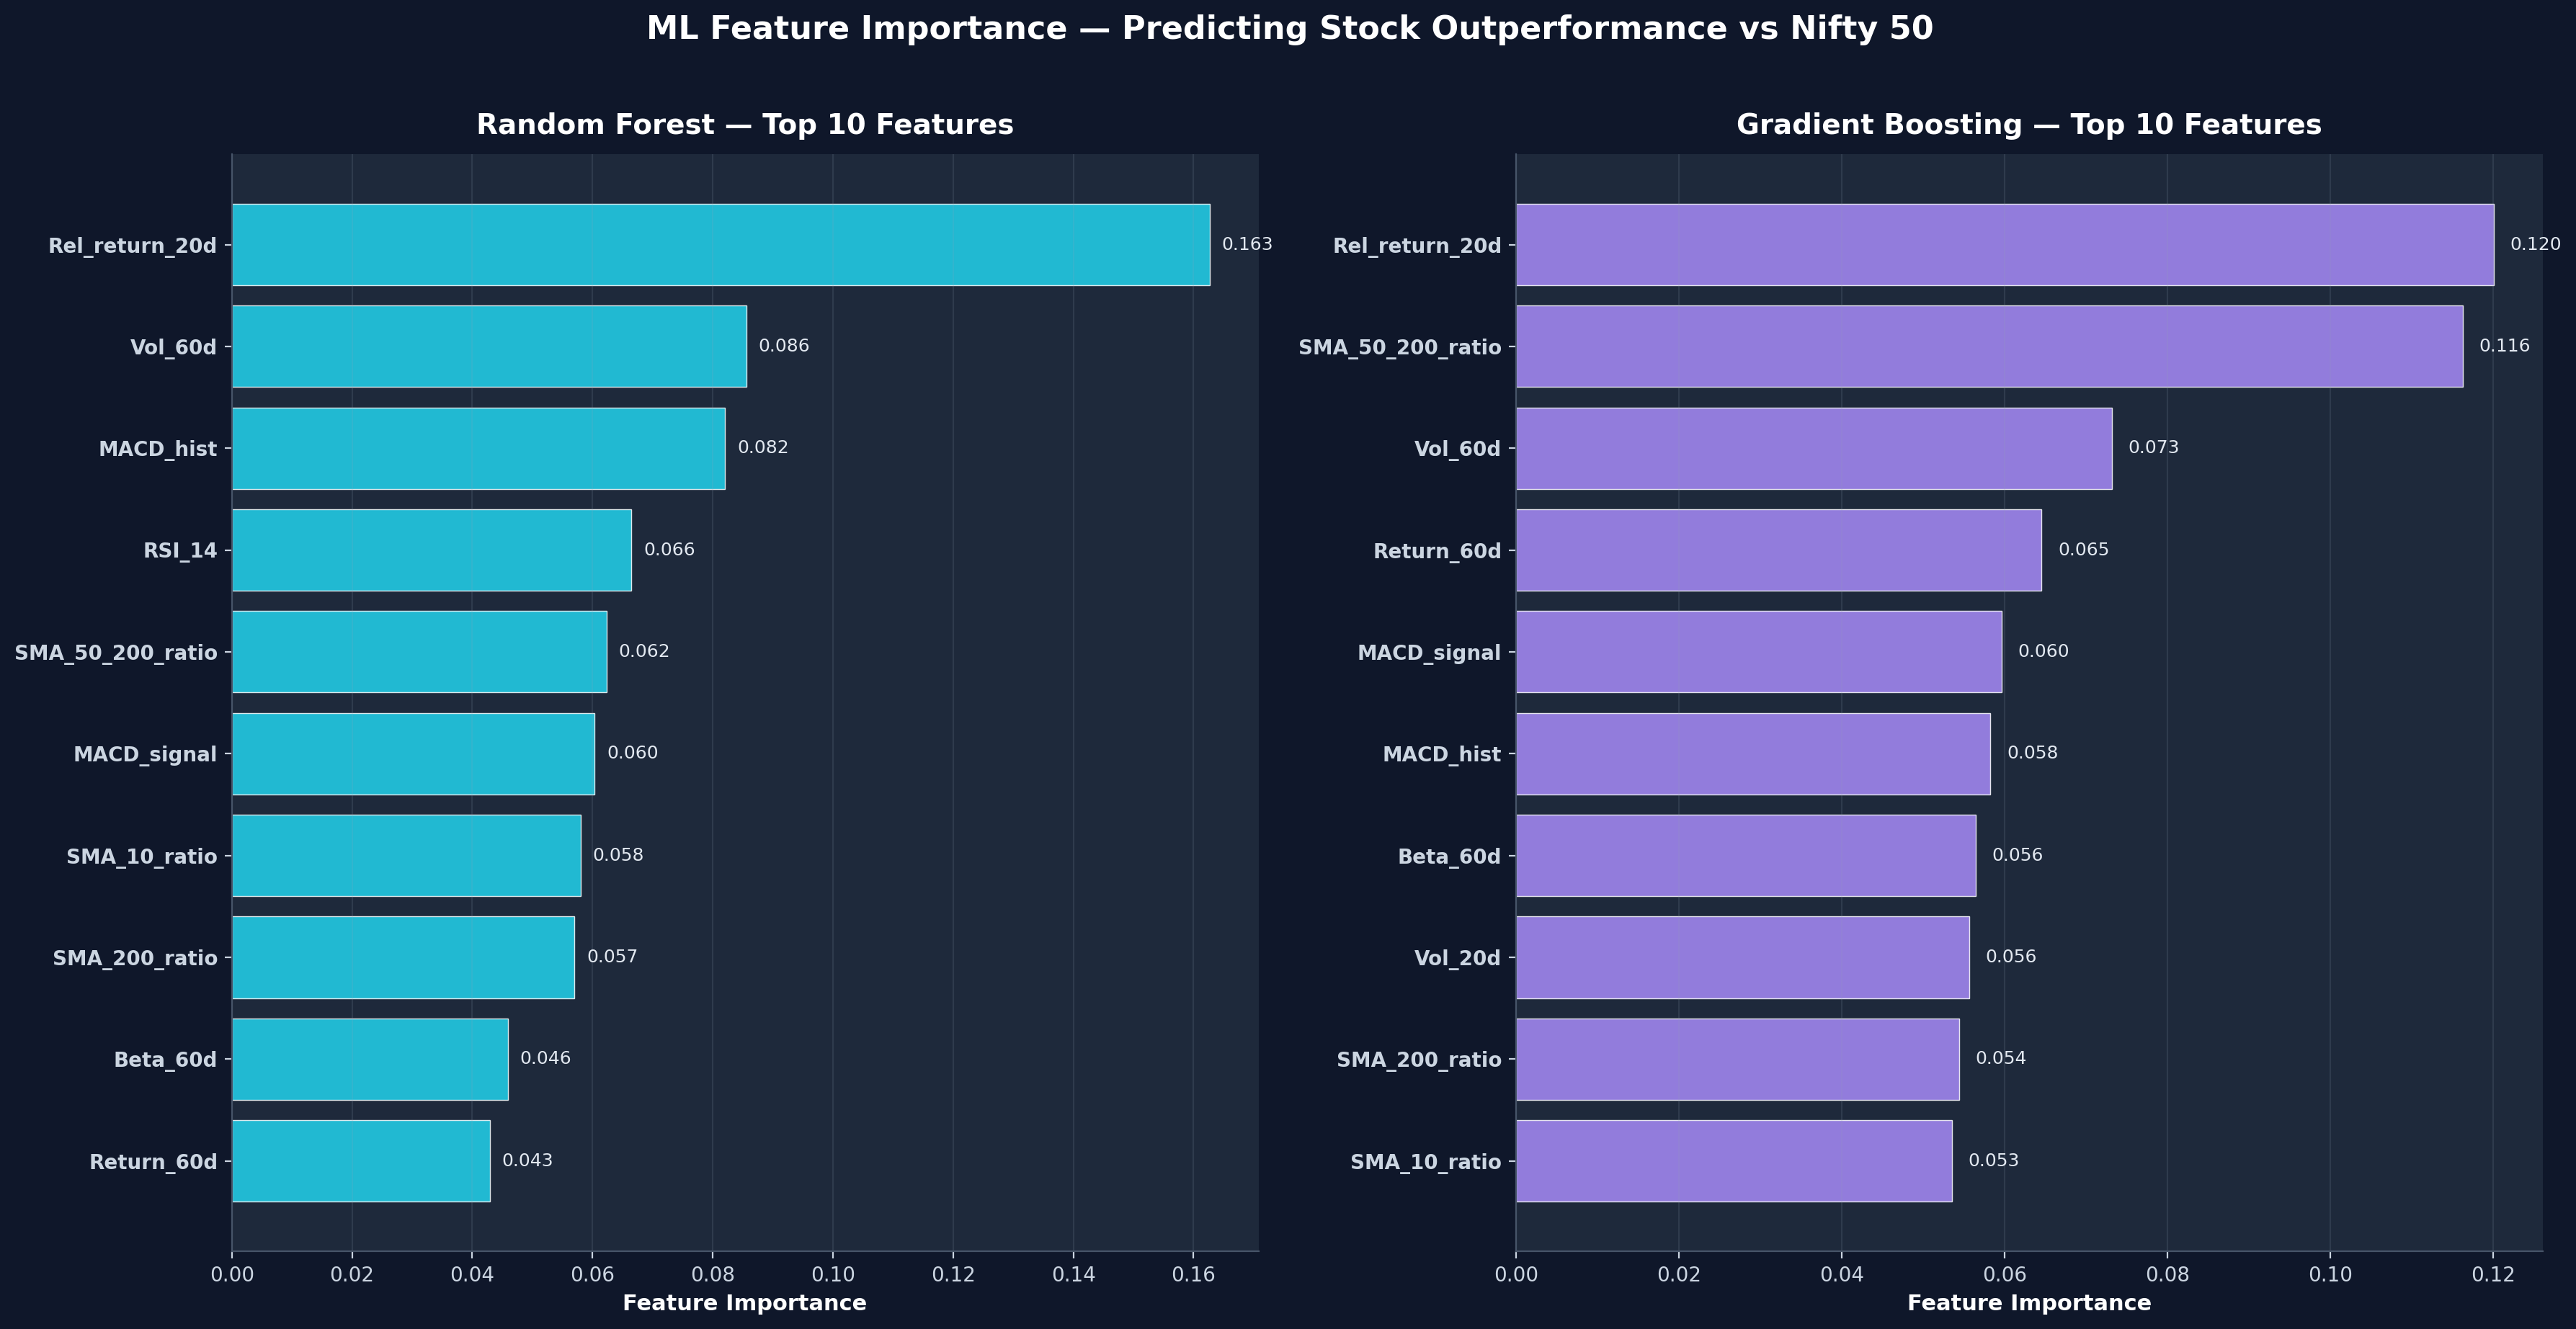 ML Feature Importance — Predicting Stock Outperformance vs Nifty 50
Random Forest — Top 10 Features
Rel_return_20d 0.163
Vol_60d 0.086
MACD_hist 0.082
RSI_14 0.066
SMA_50_200_ratio 0.062
MACD_signal 0.060
SMA_10_ratio 0.058
SMA_200_ratio 0.057
Beta_60d 0.046
Return_60d 0.043
0.00 0.02 0.04 0.06 0.08 0.10 0.12 0.14 0.16
Feature Importance
Gradient Boosting — Top 10 Features
Rel_return_20d 0.120
SMA_50_200_ratio 0.116
Vol_60d 0.073
Return_60d 0.065
MACD_signal 0.060
MACD_hist 0.058
Beta_60d 0.056
Vol_20d 0.056
SMA_200_ratio 0.054
SMA_10_ratio 0.053
0.00 0.02 0.04 0.06 0.08 0.10 0.12
Feature Importance